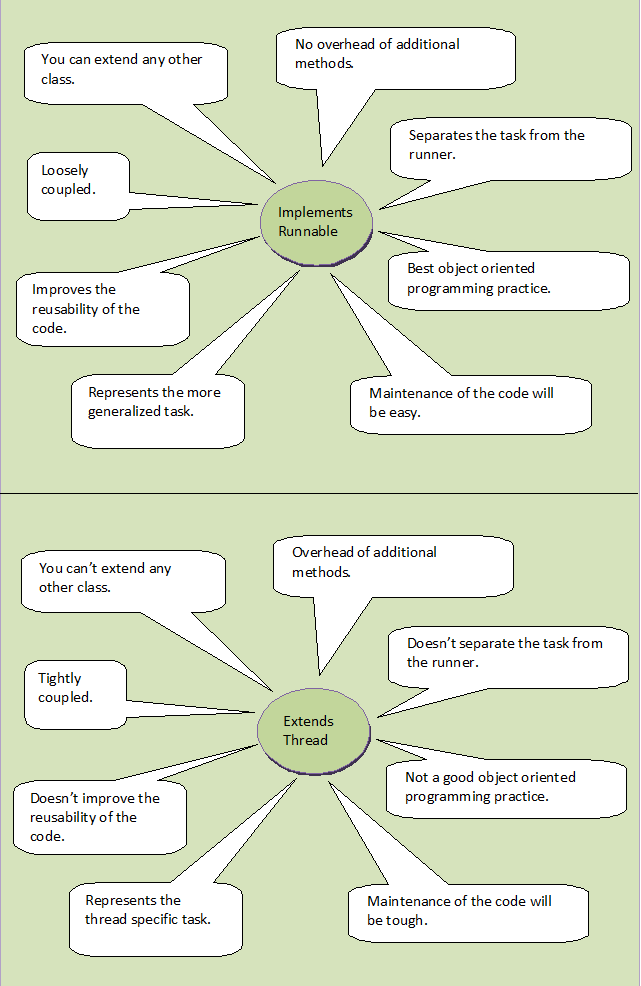 You can extend any other
class.
No overhead of additional
methods.
Separates the task from the
runner.
Loosely
coupled.
Implements
Runnable
Best object oriented
programming practice.
Improves the
reusability of the
code.
Represents the more
generalized task.
Maintenance of the code will
be easy.
You can't extend any
other class.
Overhead of additional
methods.
Doesn't separate the task from
the runner.
Tightly
coupled.
Extends
Thread
Not a good object oriented
programming practice.
Doesn't improve the
reusability of the
code.
Represents the
thread specific task.
Maintenance of the code will
be tough.